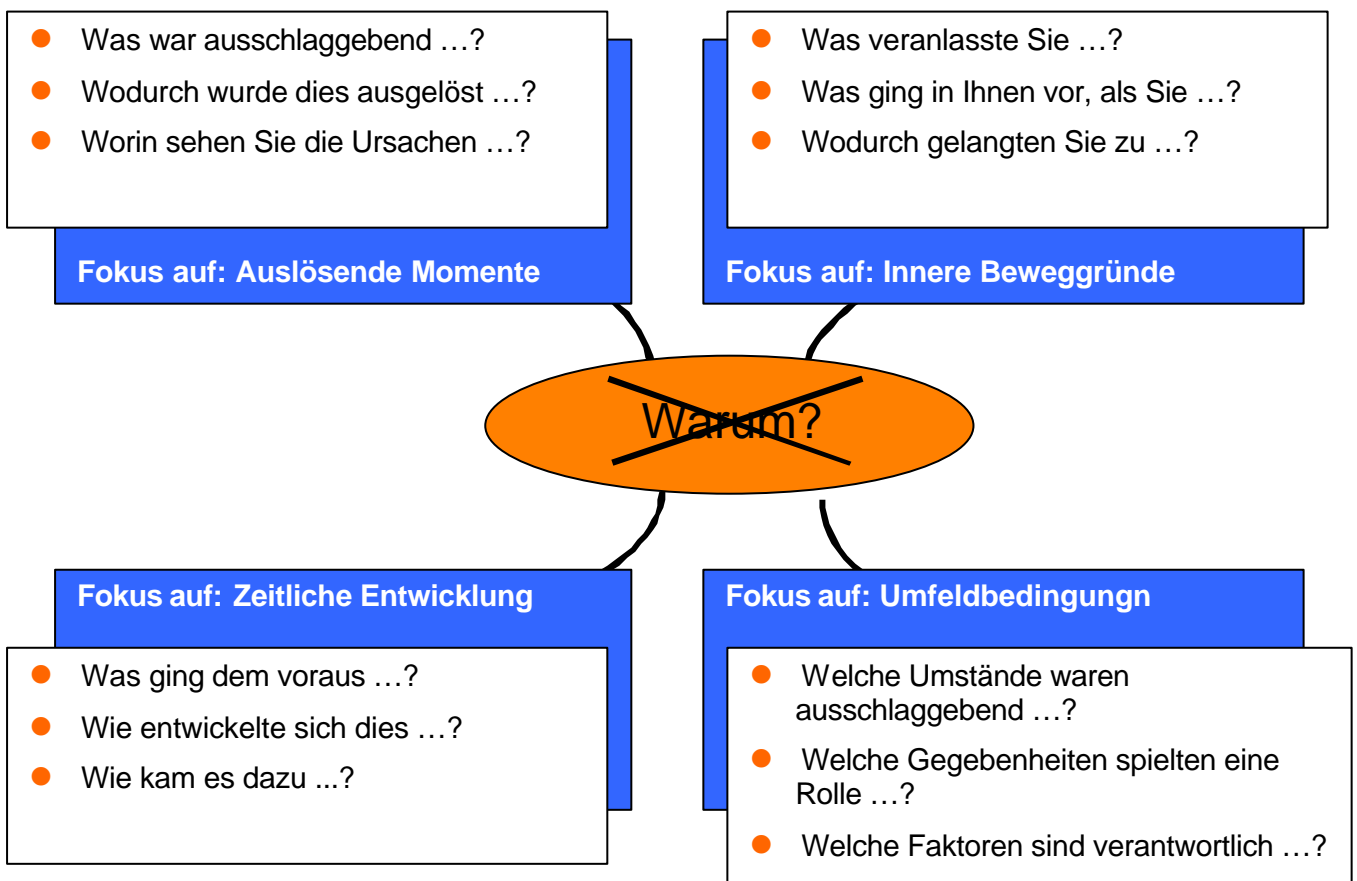 ● Was war ausschlaggebend …?
● Wodurch wurde dies ausgelöst …?
● Worin sehen Sie die Ursachen …?
Fokus auf: Auslösende Momente
● Was veranlasste Sie …?
● Was ging in Ihnen vor, als Sie …?
● Wodurch gelangten Sie zu …?
Fokus auf: Innere Beweggründe
Warum?
Fokus auf: Zeitliche Entwicklung
● Was ging dem voraus …?
● Wie entwickelte sich dies …?
● Wie kam es dazu ...?
Fokus auf: Umfeldbedingungn
● Welche Umstände waren
ausschlaggebend …?
● Welche Gegebenheiten spielten eine
Rolle …?
● Welche Faktoren sind verantwortlich …?